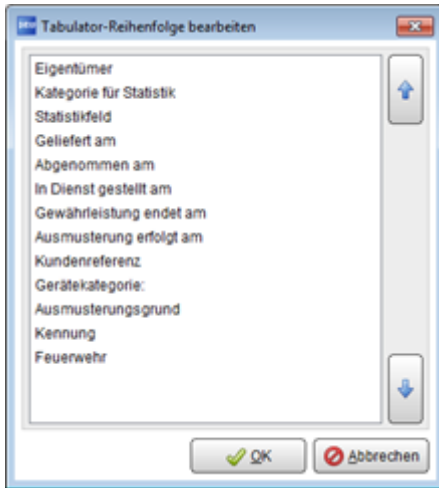 Tabulator-Reihenfolge bearbeiten
Eigentümer
Kategorie für Statistik
Statistikfeld
Geliefert am
Abgenommen am
In Dienst gestellt am
Gewährleistung endet am
Ausmusterung erfolgt am
Kundenreferenz
Gerätekategorie:
Ausmusterungsgrund
Kennung
Feuerwehr
OK
Abbrechen